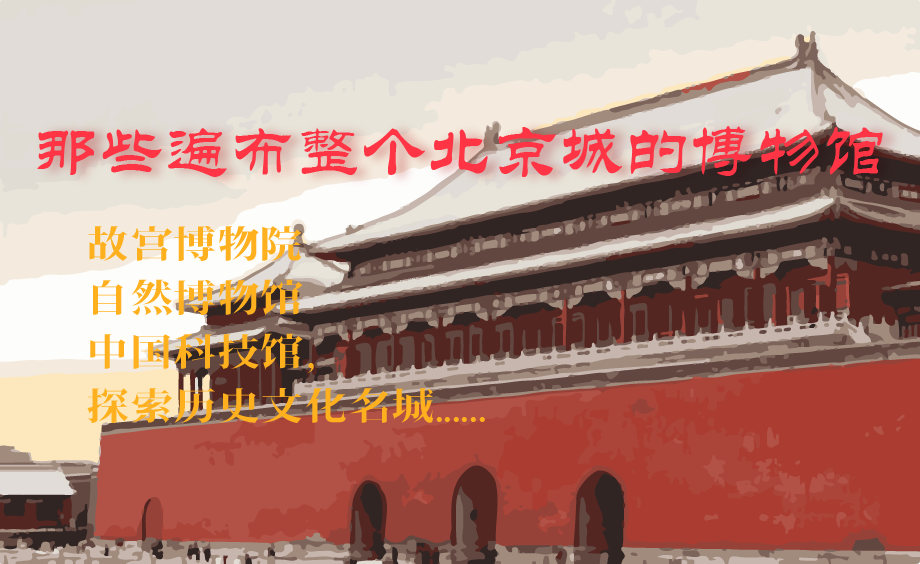 那些遍布整个北京城的博物馆
故宫博物院
自然博物馆
中国科技馆,
探索历史文化名城......